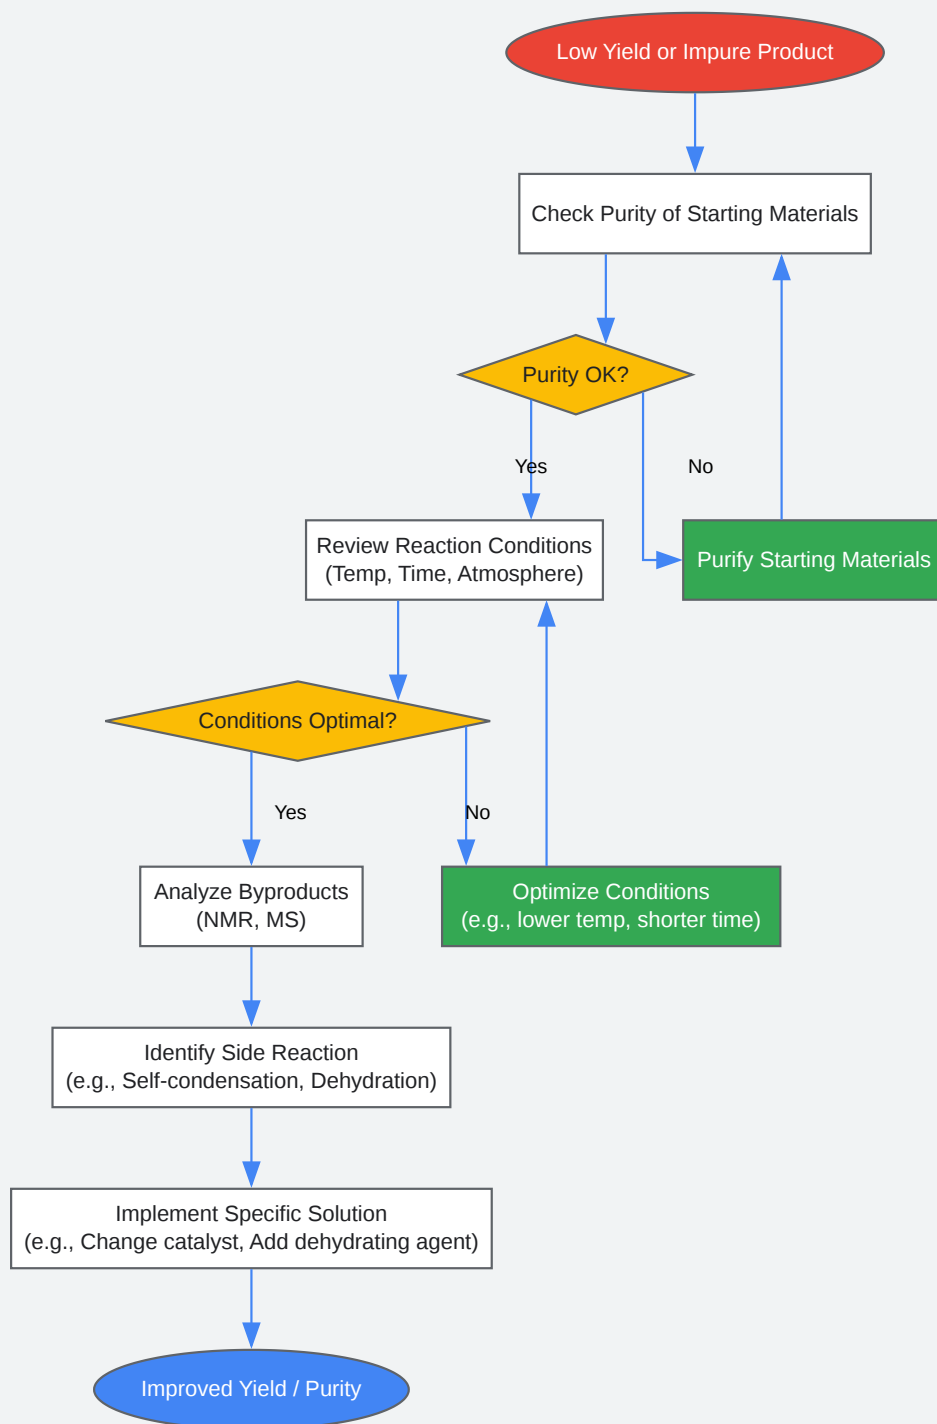 Low Yield or Impure Product
Check Purity of Starting Materials
Purity OK?
Yes
No
Review Reaction Conditions
(Temp, Time, Atmosphere)
Purify Starting Materials
Conditions Optimal?
Yes
No
Analyze Byproducts
(NMR, MS)
Optimize Conditions
(e.g., lower temp, shorter time)
Identify Side Reaction
(e.g., Self-condensation, Dehydration)
Implement Specific Solution
(e.g., Change catalyst, Add dehydrating agent)
Improved Yield / Purity